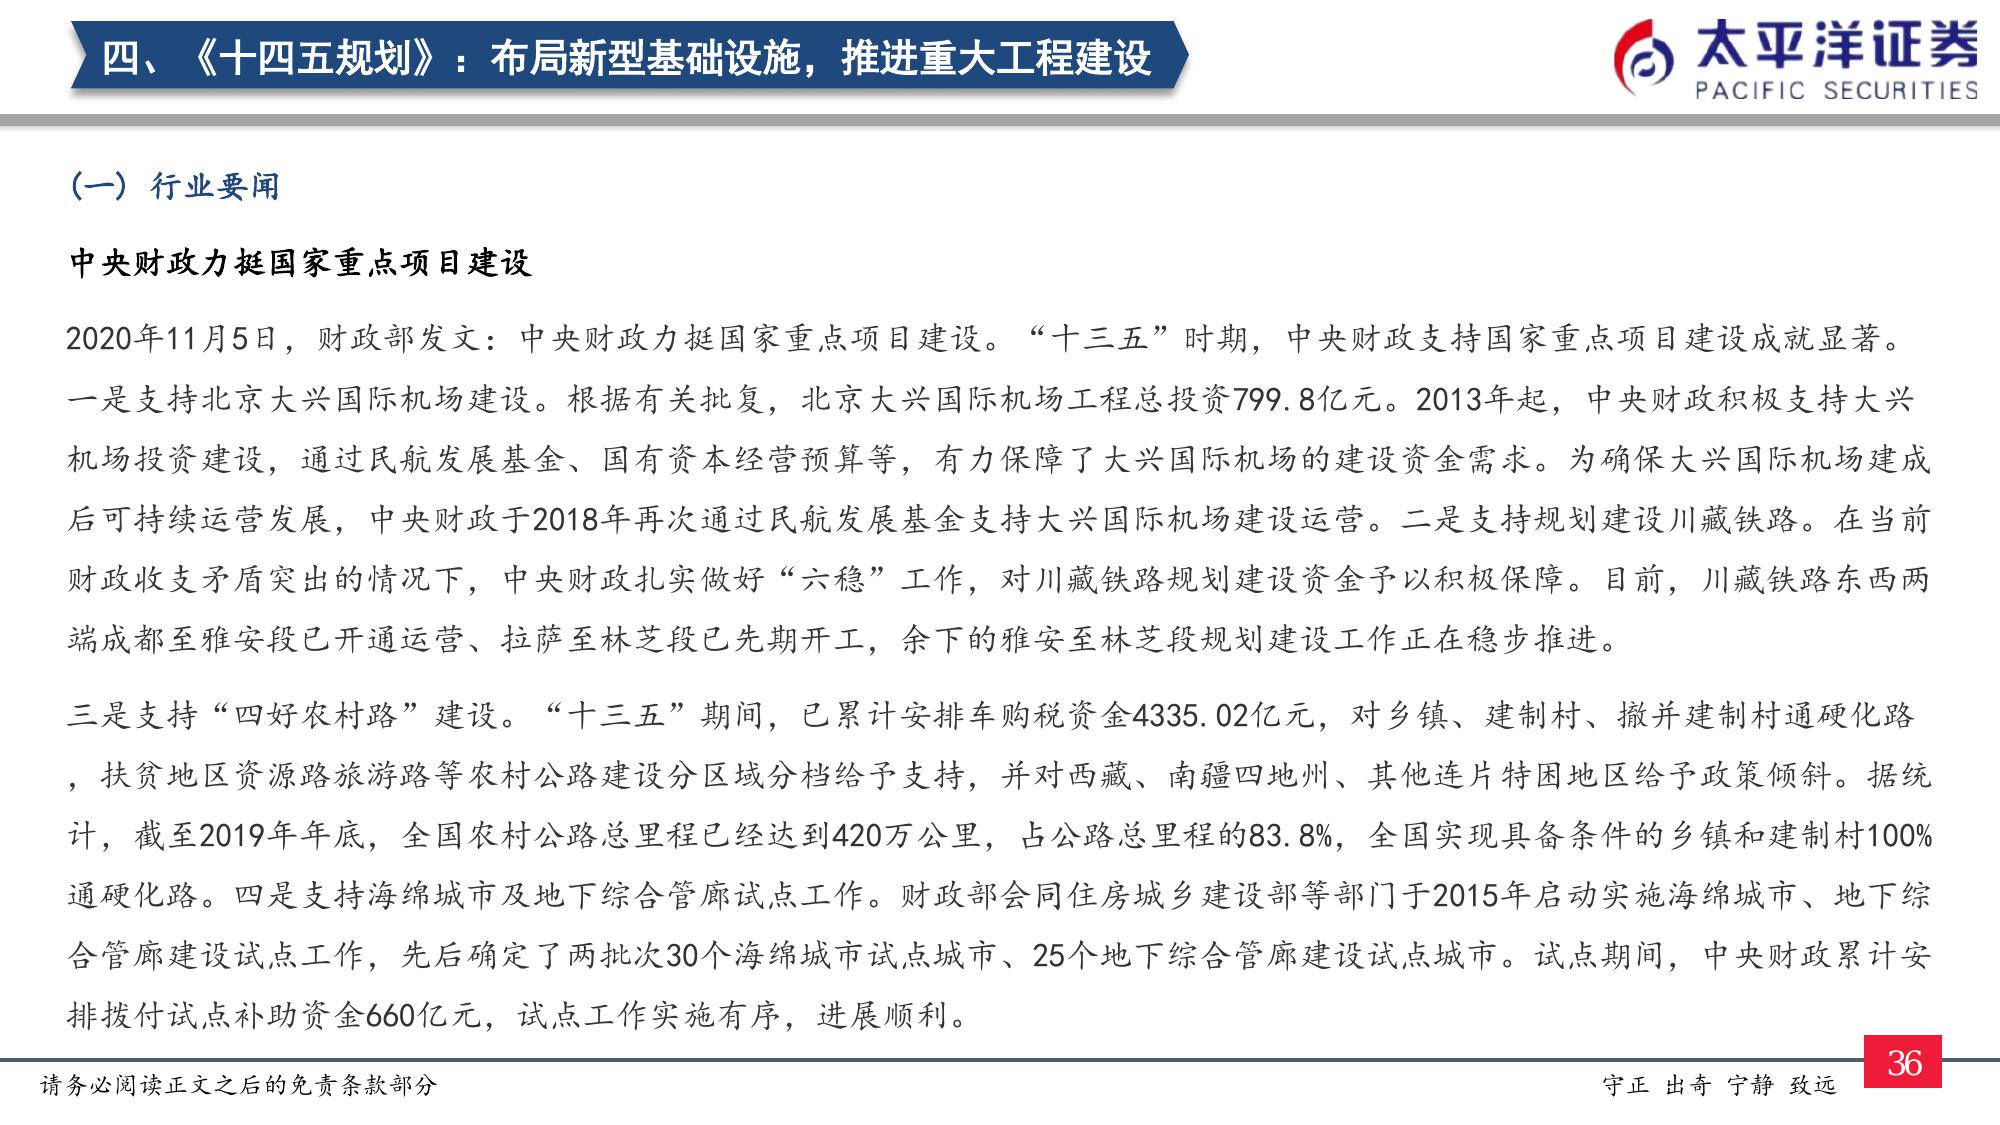 四、《十四五规划》：布局新型基础设施，推进重大工程建设
太平洋证券
PACIFIC SECURITIES
(一) 行业要闻
中央财政力挺国家重点项目建设
2020年11月5日，财政部发文：中央财政力挺国家重点项目建设。“十三五”时期，中央财政支持国家重点项目建设成就显著。
一是支持北京大兴国际机场建设。根据有关批复，北京大兴国际机场工程总投资799.8亿元。2013年起，中央财政积极支持大兴
机场投资建设，通过民航发展基金、国有资本经营预算等，有力保障了大兴国际机场的建设资金需求。为确保大兴国际机场建成
后可持续运营发展，中央财政于2018年再次通过民航发展基金支持大兴国际机场建设运营。二是支持规划建设川藏铁路。在当前
财政收支矛盾突出的情况下，中央财政扎实做好“六稳”工作，对川藏铁路规划建设资金予以积极保障。目前，川藏铁路东西两
端成都至雅安段已开通运营、拉萨至林芝段已先期开工，余下的雅安至林芝段规划建设工作正在稳步推进。
三是支持“四好农村路”建设。“十三五”期间，已累计安排车购税资金4335.02亿元，对乡镇、建制村、撤并建制村通硬化路
，扶贫地区资源路旅游路等农村公路建设分区域分档给予支持，并对西藏、南疆四地州、其他连片特困地区给予政策倾斜。据统
计，截至2019年年底，全国农村公路总里程已经达到420万公里，占公路总里程的83.8%，全国实现具备条件的乡镇和建制村100%
通硬化路。四是支持海绵城市及地下综合管廊试点工作。财政部会同住房城乡建设部等部门于2015年启动实施海绵城市、地下综
合管廊建设试点工作，先后确定了两批次30个海绵城市试点城市、25个地下综合管廊建设试点城市。试点期间，中央财政累计安
排拨付试点补助资金660亿元，试点工作实施有序，进展顺利。
请务必阅读正文之后的免责条款部分
守正 出奇 宁静 致远
36